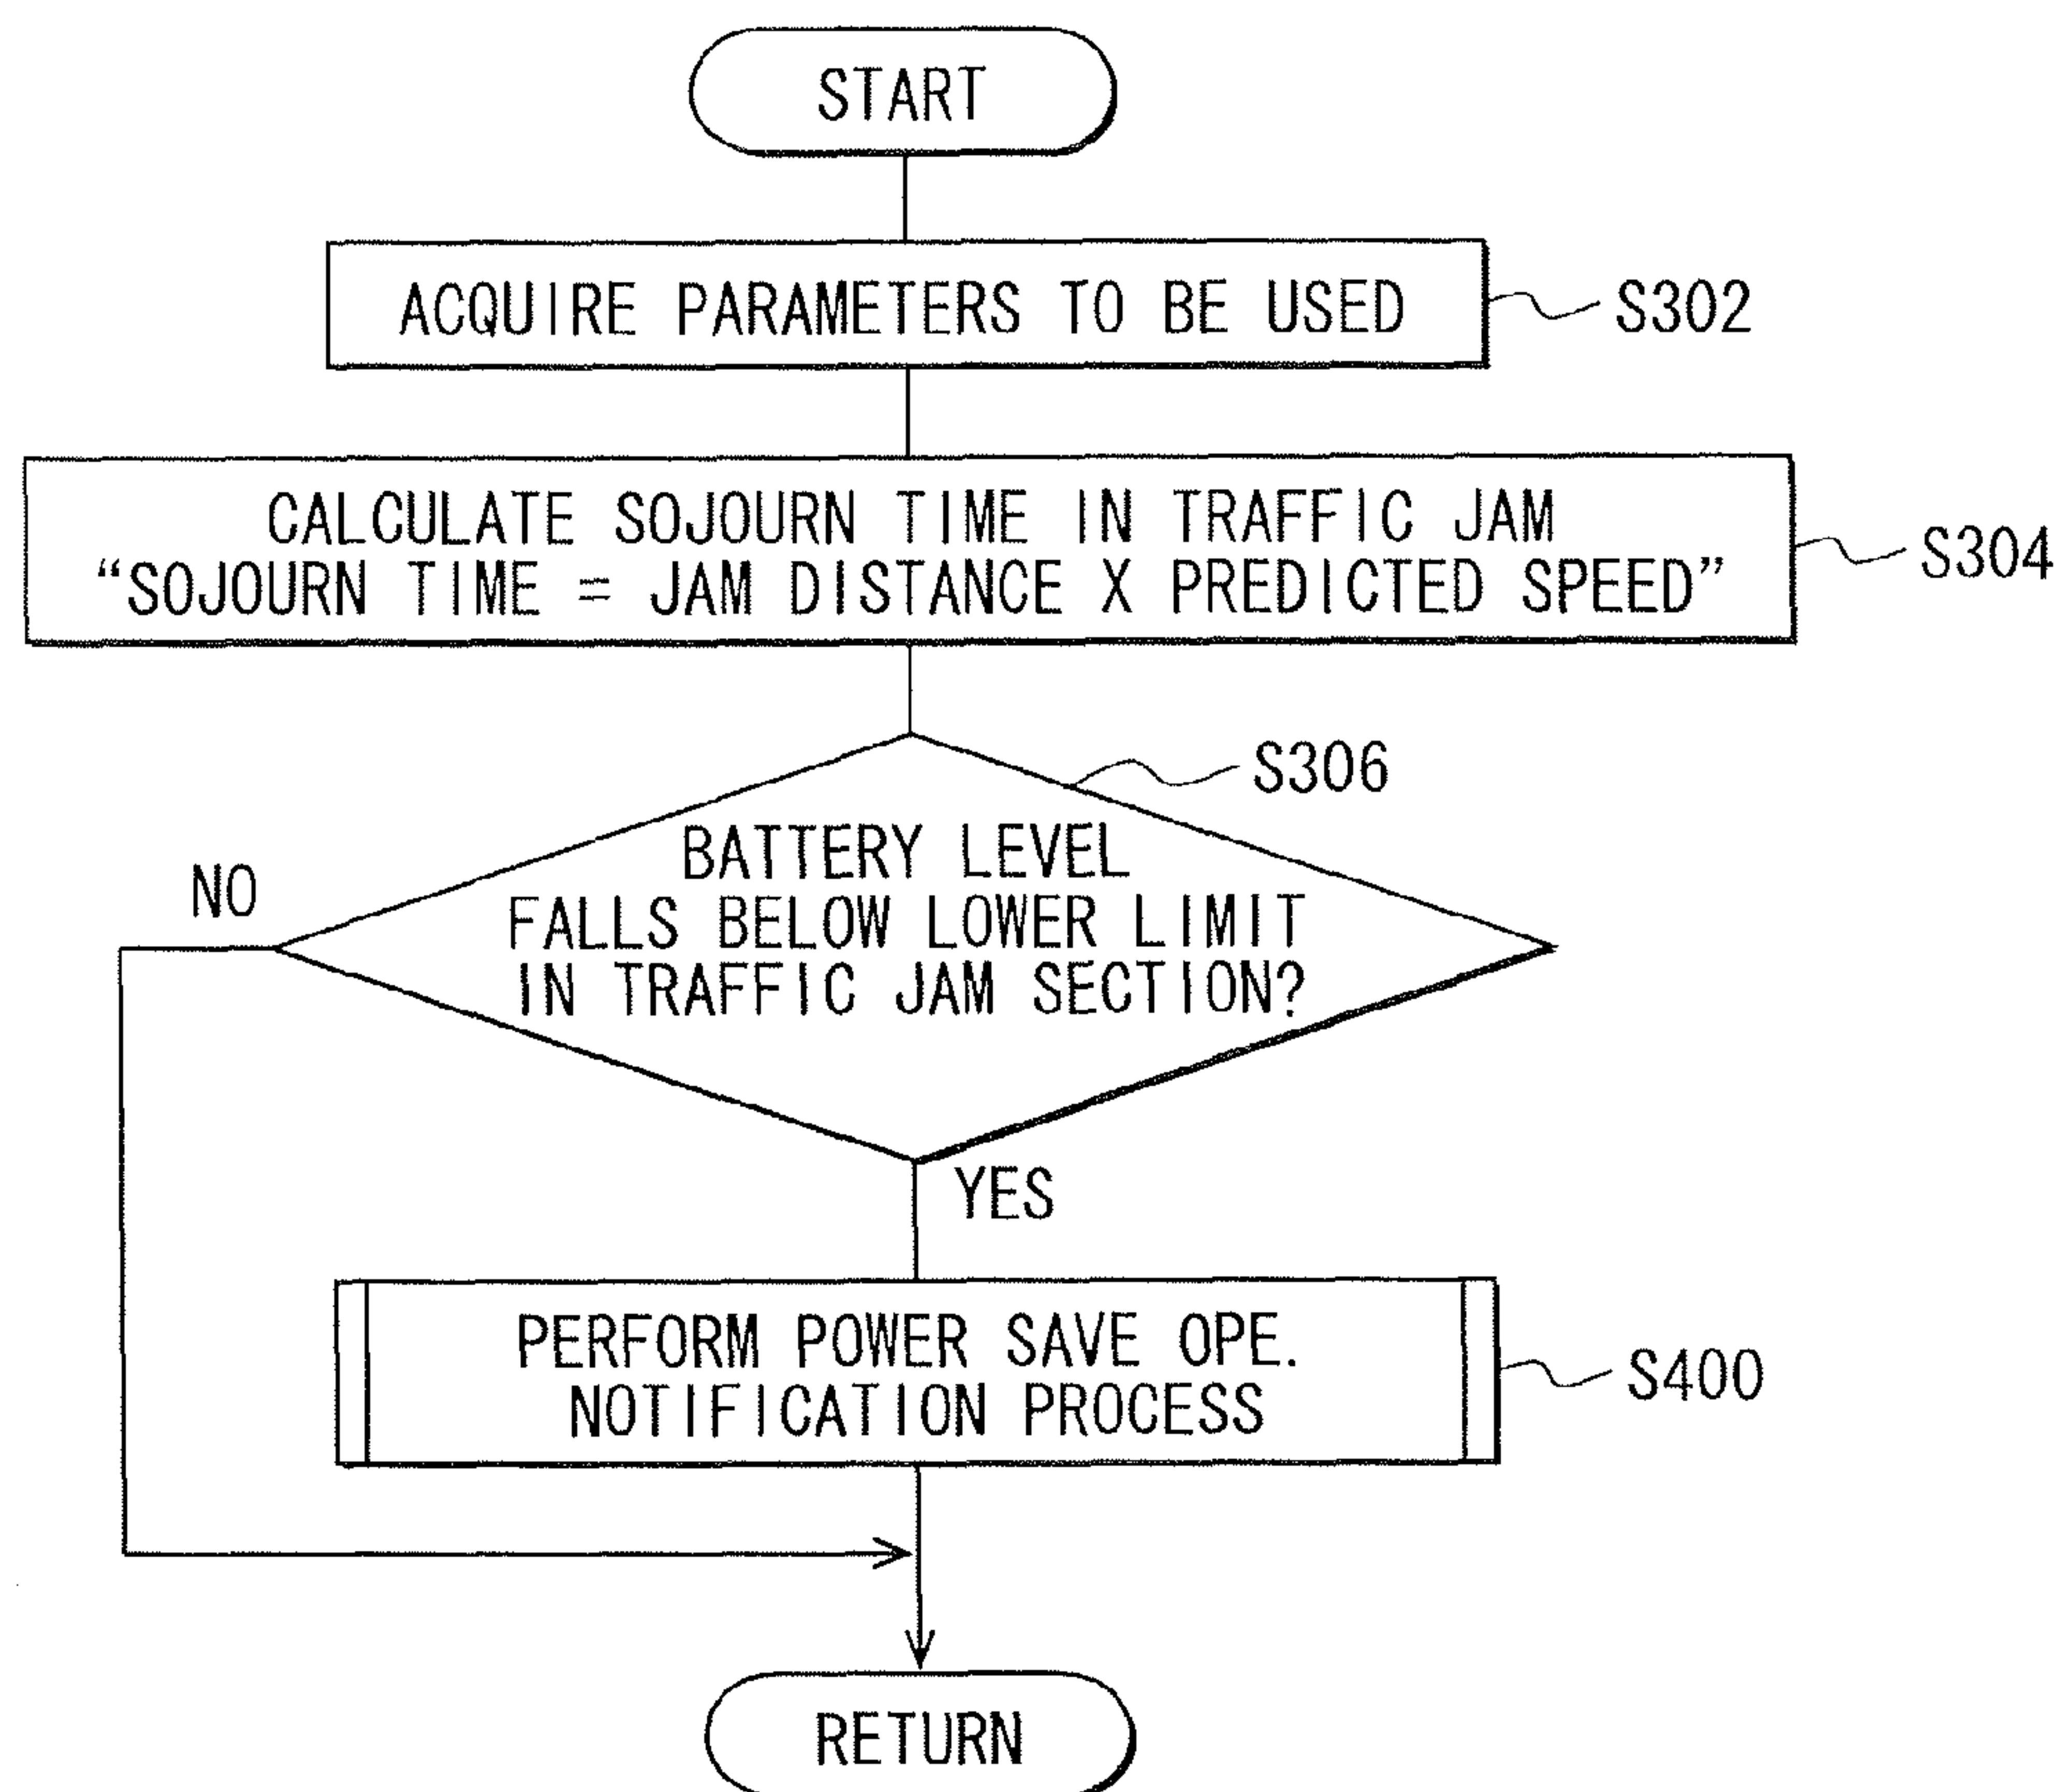 START
ACQUIRE PARAMETERS TO BE USED
S302
CALCULATE SOJOURN TIME IN TRAFFIC JAM
“SOJOURN TIME = JAM DISTANCE X PREDICTED SPEED”
S304
S306
BATTERY LEVEL
FALLS BELOW LOWER LIMIT
IN TRAFFIC JAM SECTION?
NO
YES
PERFORM POWER SAVE OPE.
NOTIFICATION PROCESS
S400
RETURN